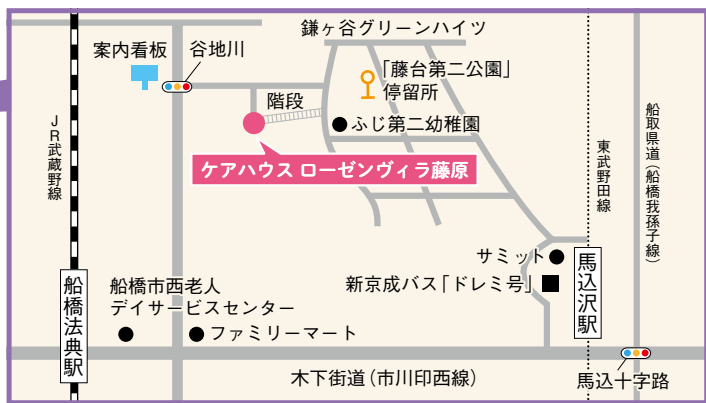 鎌ヶ谷グリーンハイツ
案内看板
谷地川
「藤台第二公園」
停留所
階段
ふじ第二幼稚園
ケアハウス ローゼンヴィラ藤原
JR武蔵野線
東武野田線
船取県道（船橋我孫子線）
サミット
新京成バス「ドレミ号」
馬込沢駅
船橋法典駅
船橋市西老人
デイサービスセンター
ファミリーマート
木下街道（市川印西線）
馬込十字路